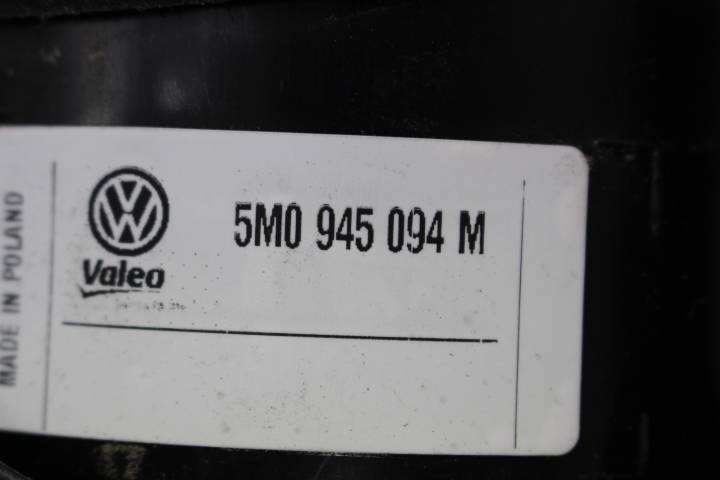 MADE IN POLAND
VW
Valeo
5M0 945 094 M